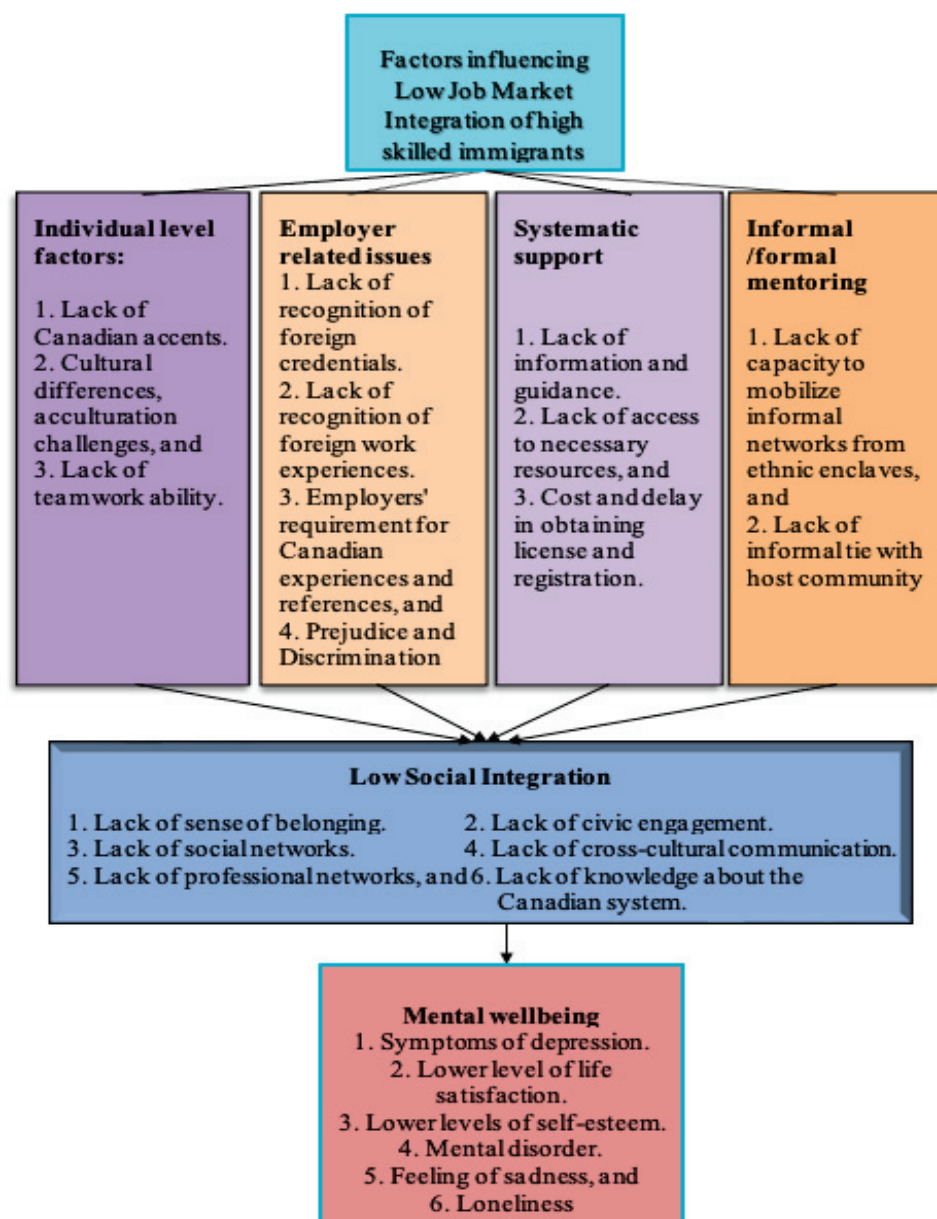 Factors influencing
Low Job Market
Integration of high
skilled immigrants
Individual level
factors:
1. Lack of
Canadian accents.
2. Cultural
differences,
acculturation
challenges, and
3. Lack of
teamwork ability.
Employer
related issues
1. Lack of
recognition of
foreign
credentials.
2. Lack of
recognition of
foreign work
experiences.
3. Employers'
requirement for
Canadian
experiences and
references, and
4. Prejudice and
Discrimination
Systematic
support
1. Lack of
information and
guidance.
2. Lack of access
to necessary
resources, and
3. Cost and delay
in obtaining
license and
registration.
Informal
/formal
mentoring
1. Lack of
capacity to
mobilize
informal
networks from
ethnic enclaves,
and
2. Lack of
informal tie with
host community
Low Social Integration
1. Lack of sense of belonging. 2. Lack of civic engagement.
3. Lack of social networks. 4. Lack of cross-cultural communication.
5. Lack of professional networks, and 6. Lack of knowledge about the
Canadian system.
Mental wellbeing
1. Symptoms of depression.
2. Lower level of life
satisfaction.
3. Lower levels of self-esteem.
4. Mental disorder.
5. Feeling of sadness, and
6. Loneliness